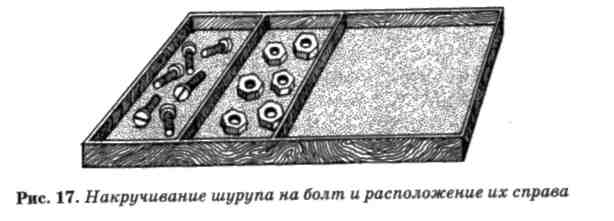 Рис. 17. Накручивание шурупа на болт и расположение их справа